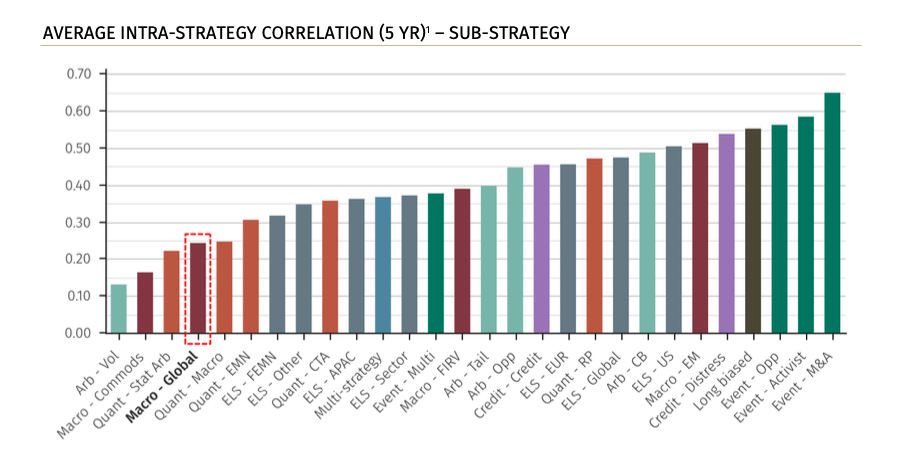 AVERAGE INTRA-STRATEGY CORRELATION (5 YR)¹ – SUB-STRATEGY
0.70
0.60
0.50
0.40
0.30
0.20
0.10
0.00
Arb - Vol
Macro - Commods
Quant - Stat Arb
Macro - Global
Quant - Macro
Quant - EMN
ELS - FEMN
ELS - Other
Quant - CTA
ELS - APAC
Multi-strategy
ELS - Sector
Event - Multi
Macro - FIRV
Arb - Tail
Arb - Opp
Credit - Credit
ELS - EUR
Quant - RP
ELS - Global
Arb - CB
ELS - US
Macro - EM
Credit - Distress
Long biased
Event - Opp
Event - Activist
Event - M&A